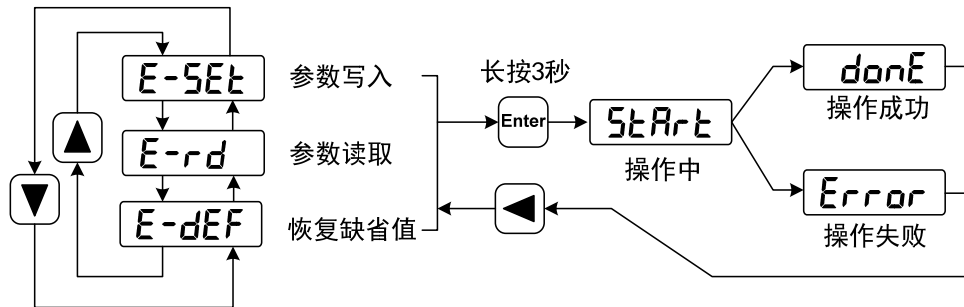 E-SEt
参数写入
E-rd
参数读取
E-dEF
恢复缺省值
长按3秒
Enter
StArt
操作中
donE
操作成功
Error
操作失败